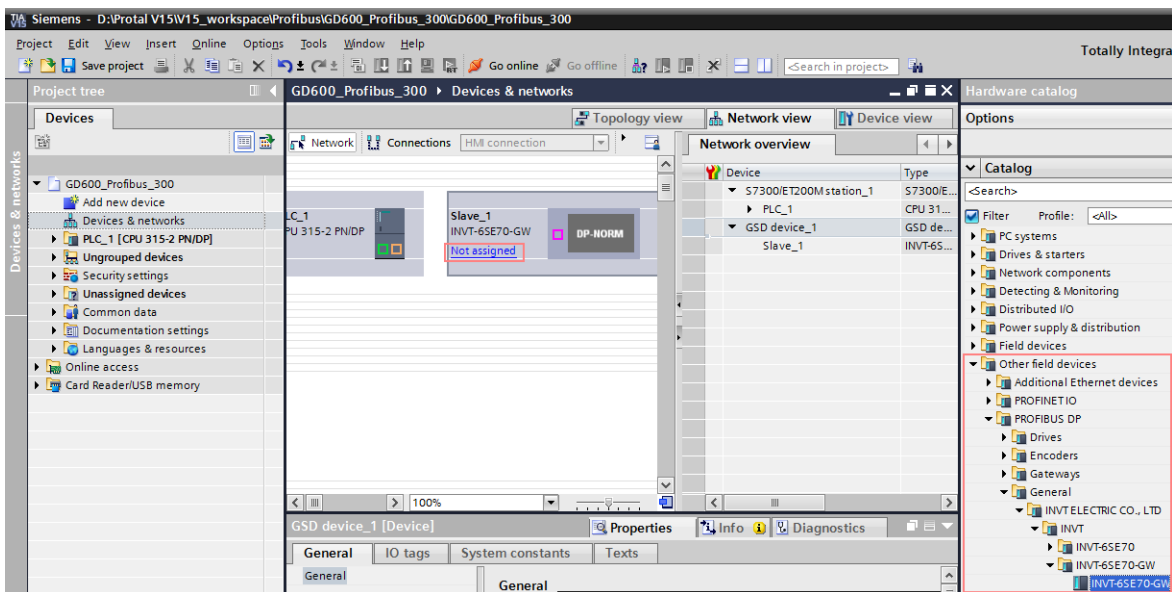 Siemens - D:\Protal V15\V15_workspace\Profibus\GD600_Profibus_300\GD600_Profibus_300
Project Edit View Insert Online Options Tools Window Help
Totally Integra
Save project Go online Go offline <Search in project>
Project tree
GD600_Profibus_300 Devices & networks
Hardware catalog
Devices
Topology view Network view Device view
Options
Network Connections HMI connection
Network overview
Devices & networks
Device Type
Catalog
GD600_Profibus_300
S7300/ET200M station_1 S7300/E...
<Search>
Add new device
PLC_1 CPU 31...
Filter Profile: <All>
Devices & networks
LC_1
PU 315-2 PN/DP
Slave_1
INVT-6SE70-GW
Not assigned
DP-NORM
GSD device_1 GSD de...
Slave_1 INVT-6S...
PLC_1 [CPU 315-2 PN/DP]
Ungrouped devices
Security settings
Unassigned devices
Common data
Documentation settings
Languages & resources
Online access
Card Reader/USB memory
PC systems
Drives & starters
Network components
Detecting & Monitoring
Distributed I/O
Power supply & distribution
Field devices
Other field devices
Additional Ethernet devices
PROFINET IO
PROFIBUS DP
Drives
Encoders
Gateways
General
INVT ELECTRIC CO., LTD
INVT
INVT-6SE70
INVT-6SE70-GW
INVT-6SE70-GW
100%
GSD device_1 [Device]
Properties Info Diagnostics
General IO tags System constants Texts
General
General